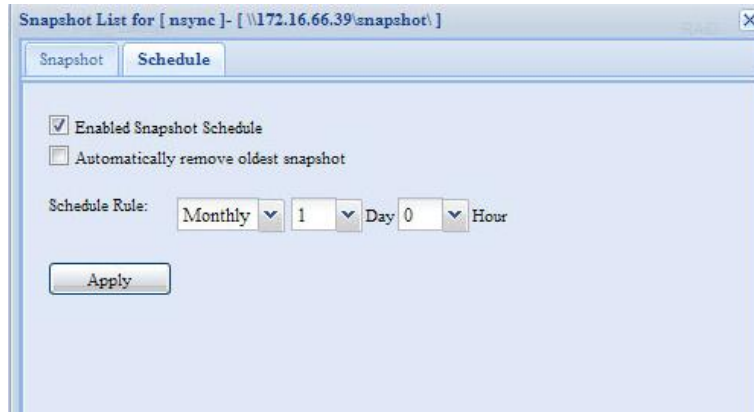 Snapshot List for [ nsync ]- [ \\172.16.66.39\snapshot\ ]
RAID
Snapshot
Schedule
Enabled Snapshot Schedule
Automatically remove oldest snapshot
Schedule Rule: Monthly 1 Day 0 Hour
Apply